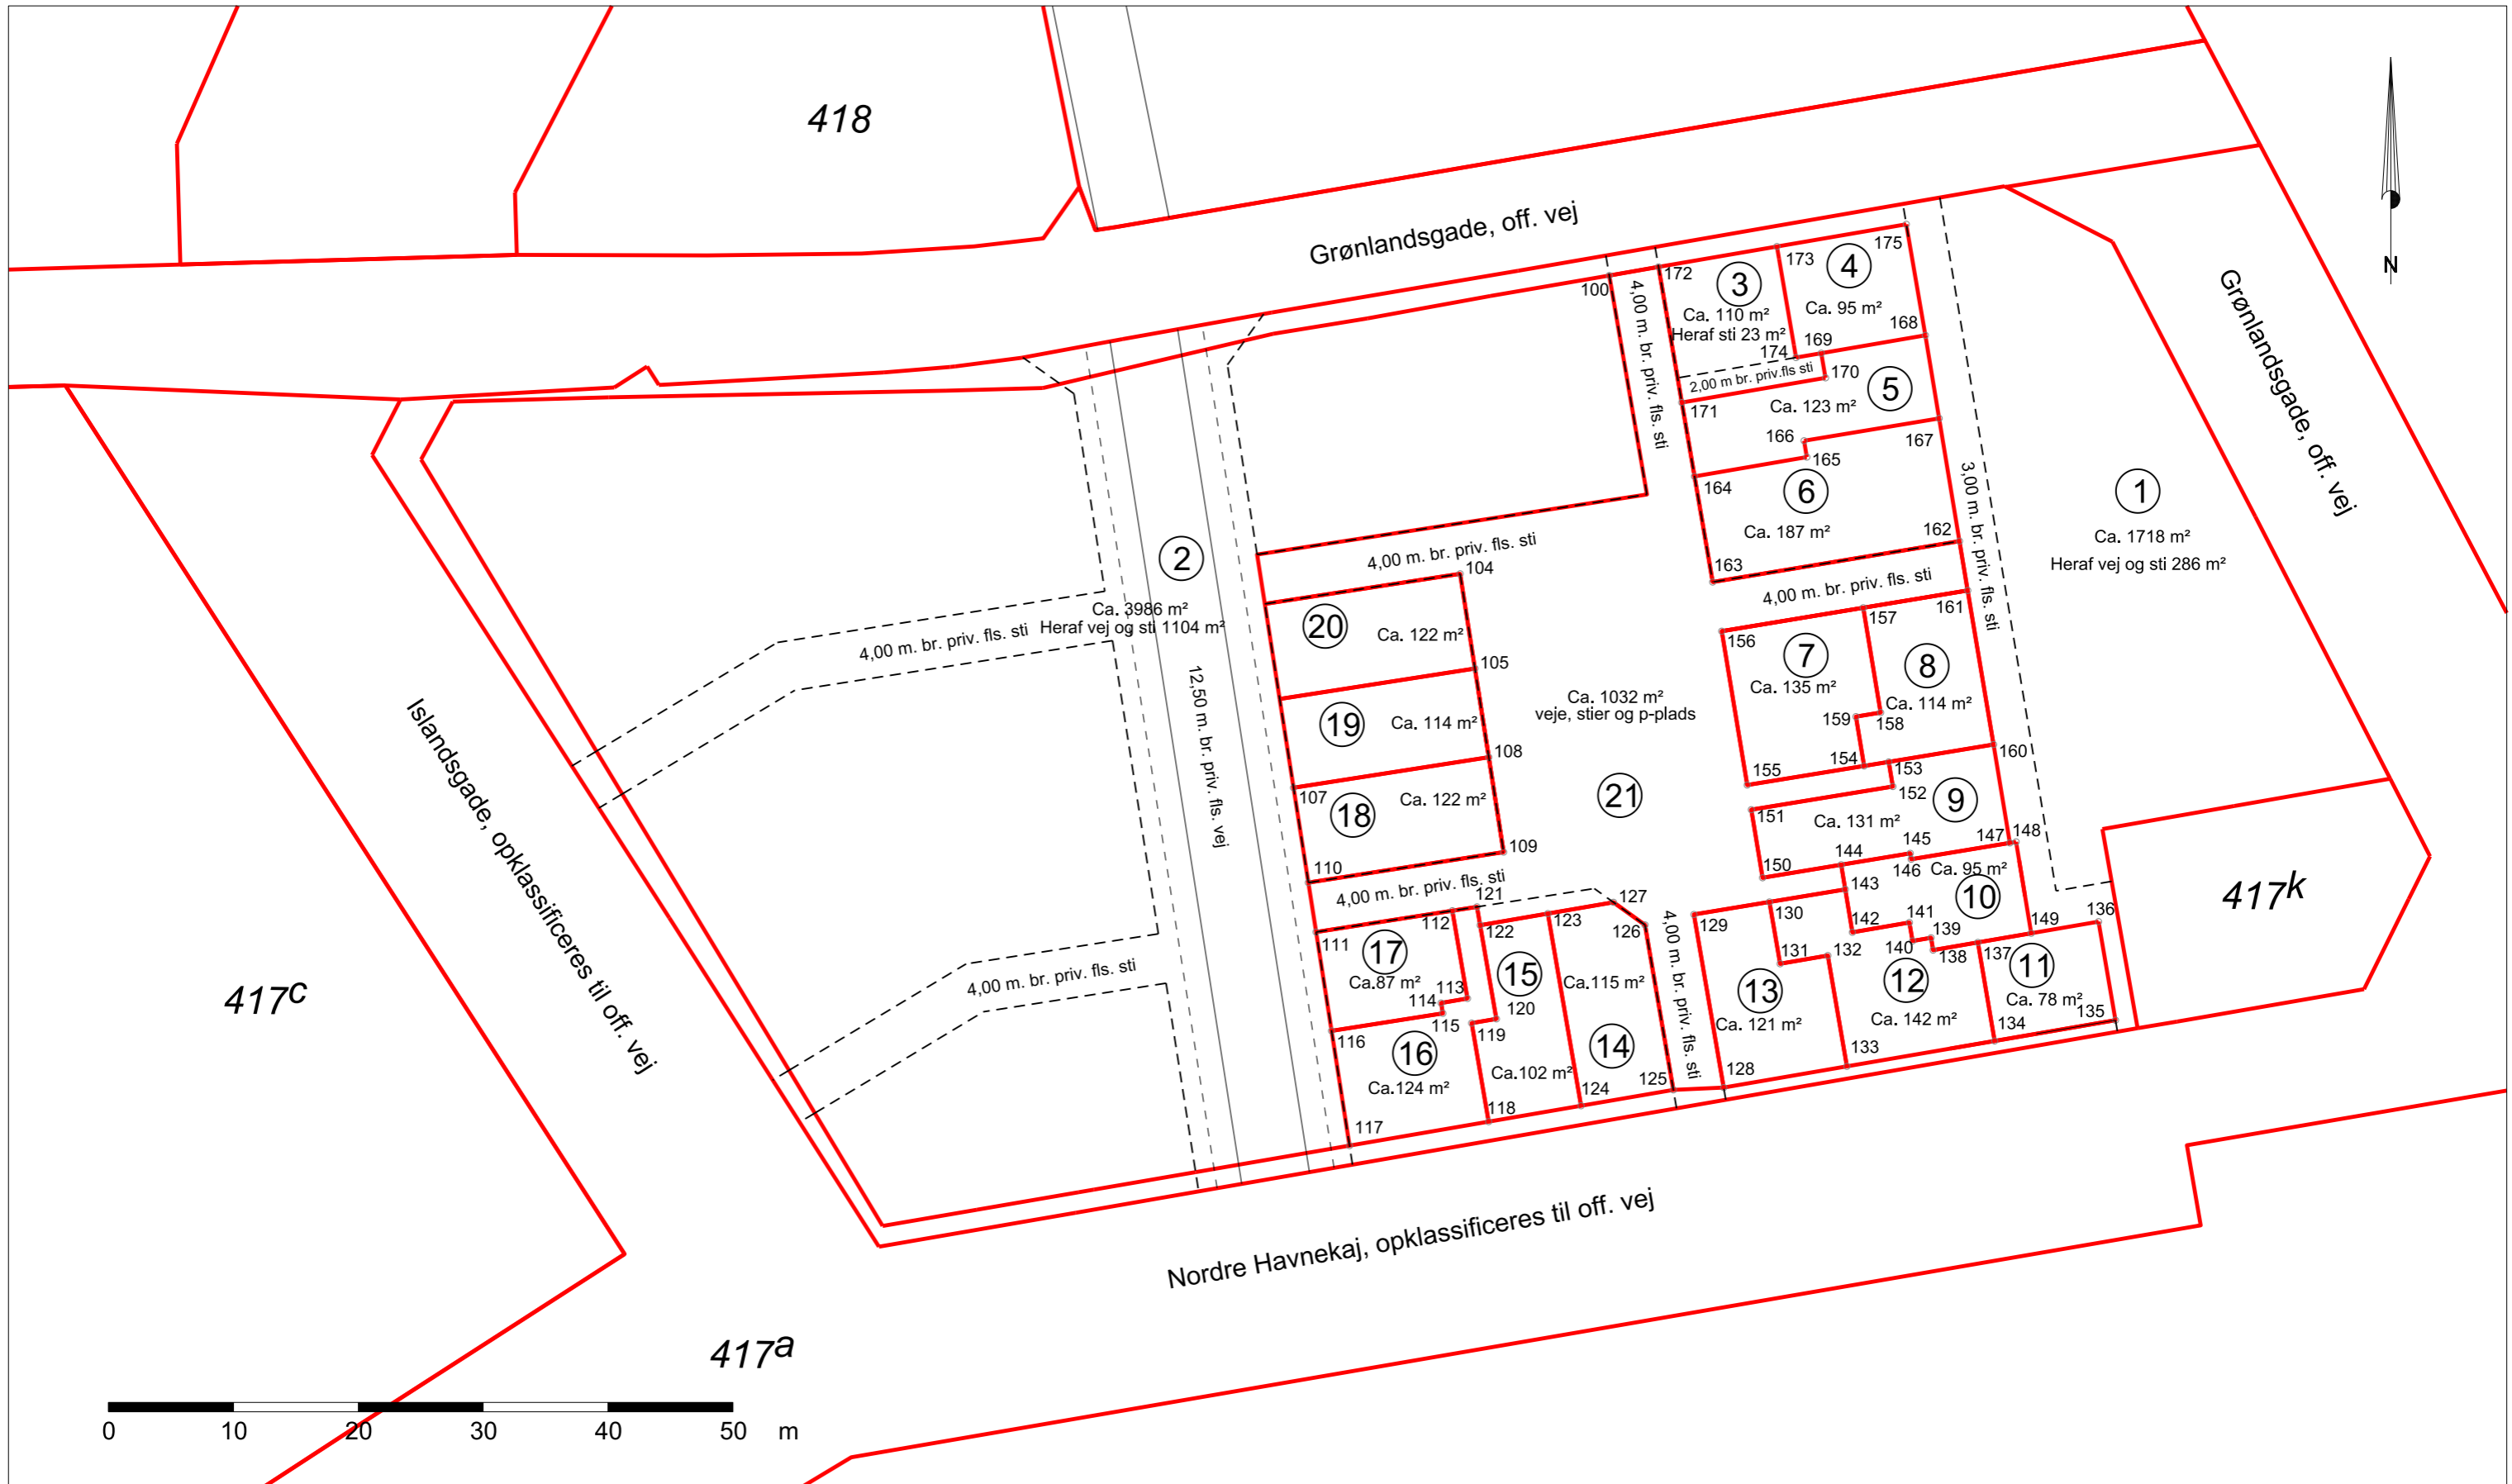 418
Grønlandsgade, off. vej
N
Grønlandsgade, off. vej
100
172
173
175
3
4
Ca. 110 m²
Heraf sti 23 m²
Ca. 95 m²
4,00 m. br. priv. fls. sti
174
169
168
2,00 m br. priv.fls sti
170
5
171
Ca. 123 m²
166
167
165
164
6
Ca. 187 m²
163
162
3,00 m. br. priv. fls. sti
1
Ca. 1718 m²
Heraf vej og sti 286 m²
2
Ca. 3986 m²
Heraf vej og sti 1104 m²
4,00 m. br. priv. fls. sti
4,00 m. br. priv. fls. sti
104
4,00 m. br. priv. fls. sti
161
20
Ca. 122 m²
105
12,50 m. br. priv. fls. vej
156
157
7
8
Ca. 135 m²
Ca. 114 m²
159
158
19
Ca. 114 m²
108
Ca. 1032 m²
veje, stier og p-plads
21
154
155
153
160
152
9
107
18
Ca. 122 m²
151
Ca. 131 m²
145
147
148
144
150
146
Ca. 95 m²
109
110
4,00 m. br. priv. fls. sti
143
10
417k
Islandsgade, opklassificeres til off. vej
121
127
112
122
123
126
111
17
Ca.87 m²
113
114
115
120
119
116
16
Ca.124 m²
15
Ca.102 m²
Ca.115 m²
14
117
118
124
125
4,00 m. br. priv. fls. sti
129
130
142
141
140
139
138
149
136
131
132
137
11
13
12
Ca. 78 m²
135
Ca. 121 m²
Ca. 142 m²
134
133
128
4,00 m. br. priv. fls. sti
417c
Nordre Havnekaj, opklassificeres til off. vej
417a
0 10 20 30 40 50 m